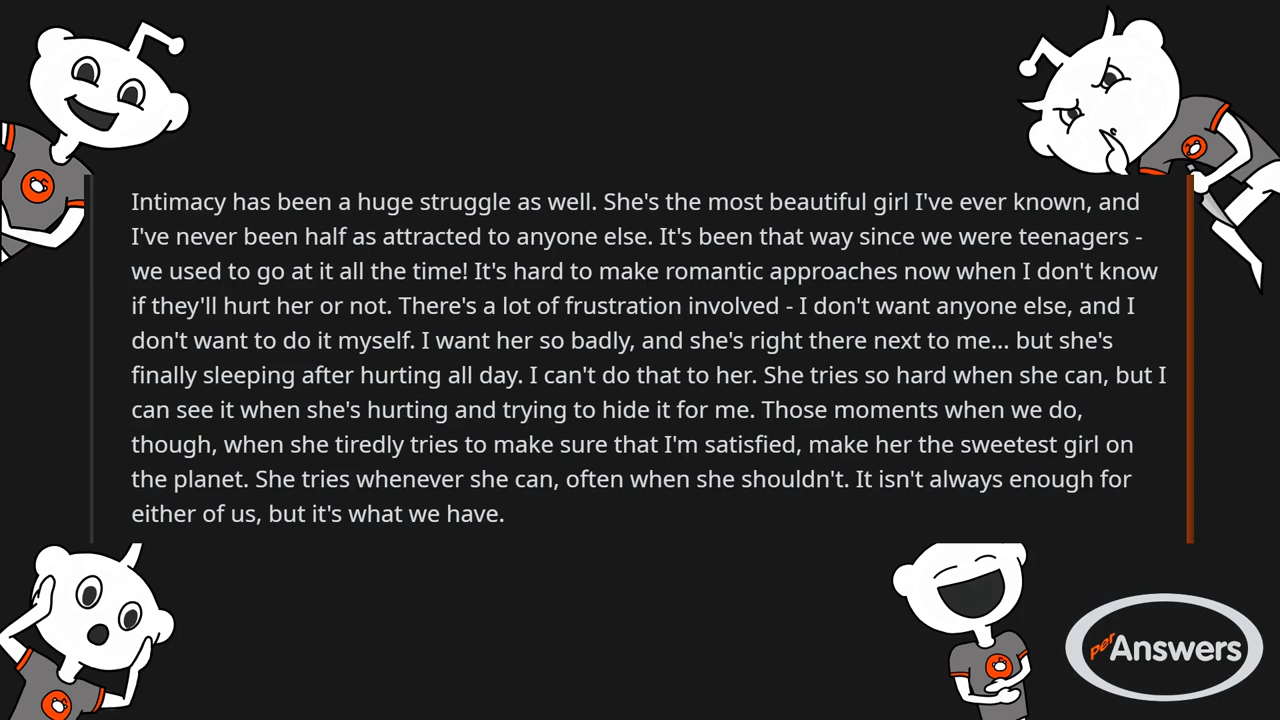 Intimacy has been a huge struggle as well. She's the most beautiful girl I've ever known, and
I've never been half as attracted to anyone else. It's been that way since we were teenagers -
we used to go at it all the time! It's hard to make romantic approaches now when I don't know
if they'll hurt her or not. There's a lot of frustration involved - I don't want anyone else, and I
don't want to do it myself. I want her so badly, and she's right there next to me... but she's
finally sleeping after hurting all day. I can't do that to her. She tries so hard when she can, but I
can see it when she's hurting and trying to hide it for me. Those moments when we do,
though, when she tiredly tries to make sure that I'm satisfied, make her the sweetest girl on
the planet. She tries whenever she can, often when she shouldn't. It isn't always enough for
either of us, but it's what we have.
per Answers